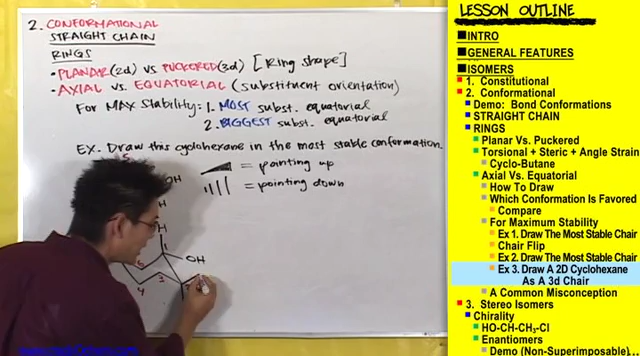 2. CONFORMATIONAL
STRAIGHT CHAIN
RINGS
• PLANAR (2d) VS PUCKERED (3d) [Ring shape]
• AXIAL VS. EQUATORIAL (substituent orientation)
For MAX Stability: 1. MOST subst. equatorial
2. BIGGEST subst. equatorial
EX. Draw this cyclohexane in the most stable conformation.
OH
H
= pointing up
= pointing down
H
OH
4
3
LESSON OUTLINE
INTRO
GENERAL FEATURES
ISOMERS
1. Constitutional
2. Conformational
Demo: Bond Conformations
STRAIGHT CHAIN
RINGS
Planar Vs. Puckered
Torsional + Steric + Angle Strain
Cyclo-Butane
Axial Vs. Equatorial
How To Draw
Which Conformation Is Favored
Compare
For Maximum Stability
Ex 1. Draw The Most Stable Chair
Chair Flip
Ex 2. Draw The Most Stable Chair
Ex 3. Draw A 2D Cyclohexane
As A 3d Chair
A Common Misconception
3. Stereo Isomers
Chirality
HO-CH-CH₃-Cl
Enantiomers
Demo (Non-Superimposable)